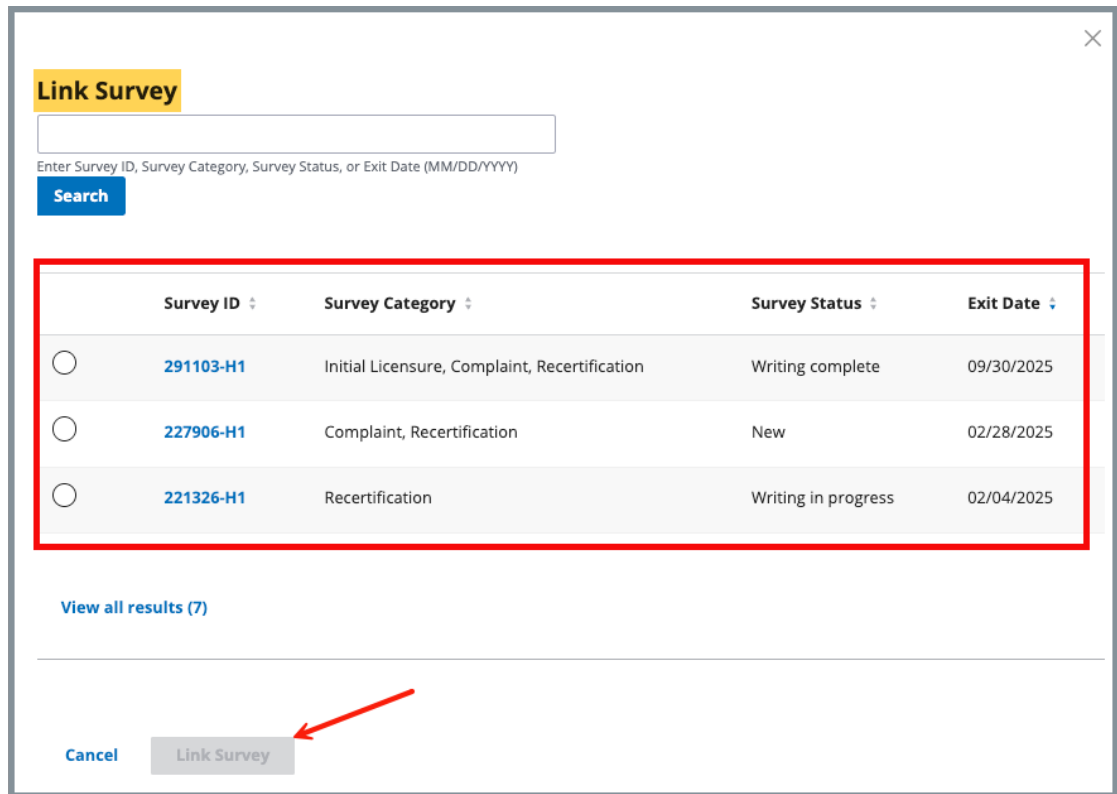 Link Survey
Enter Survey ID, Survey Category, Survey Status, or Exit Date (MM/DD/YYYY)
Search
Survey ID Survey Category Survey Status Exit Date
291103-H1 Initial Licensure, Complaint, Recertification Writing complete 09/30/2025
227906-H1 Complaint, Recertification New 02/28/2025
221326-H1 Recertification Writing in progress 02/04/2025
View all results (7)
Cancel Link Survey